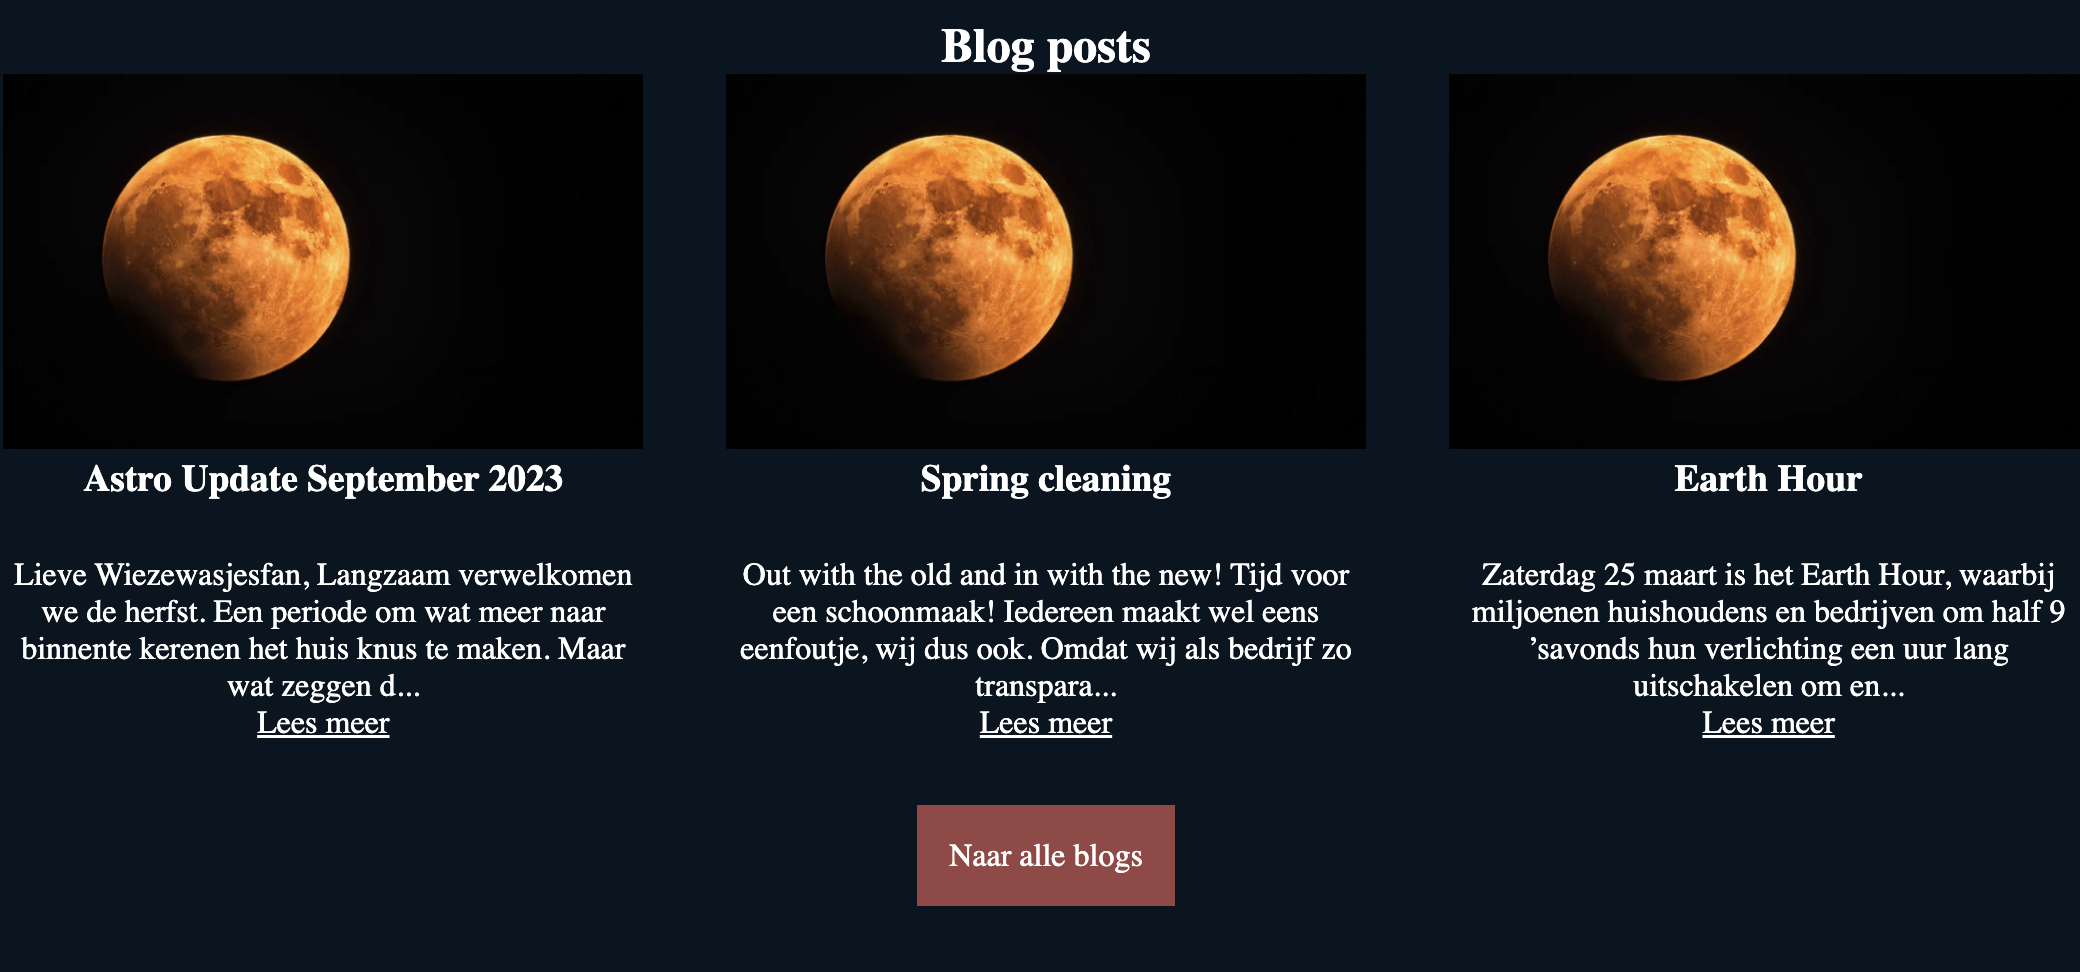 Blog posts
Astro Update September 2023
Lieve Wiezewasjesfan, Langzaam verwelkomen
we de herfst. Een periode om wat meer naar
binnente kerenen het huis knus te maken. Maar
wat zeggen d...
Lees meer
Spring cleaning
Out with the old and in with the new! Tijd voor
een schoonmaak! Iedereen maakt wel eens
eenfoutje, wij dus ook. Omdat wij als bedrijf zo
transpara...
Lees meer
Earth Hour
Zaterdag 25 maart is het Earth Hour, waarbij
miljoenen huishoudens en bedrijven om half 9
’savonds hun verlichting een uur lang
uitschakelen om en...
Lees meer
Naar alle blogs